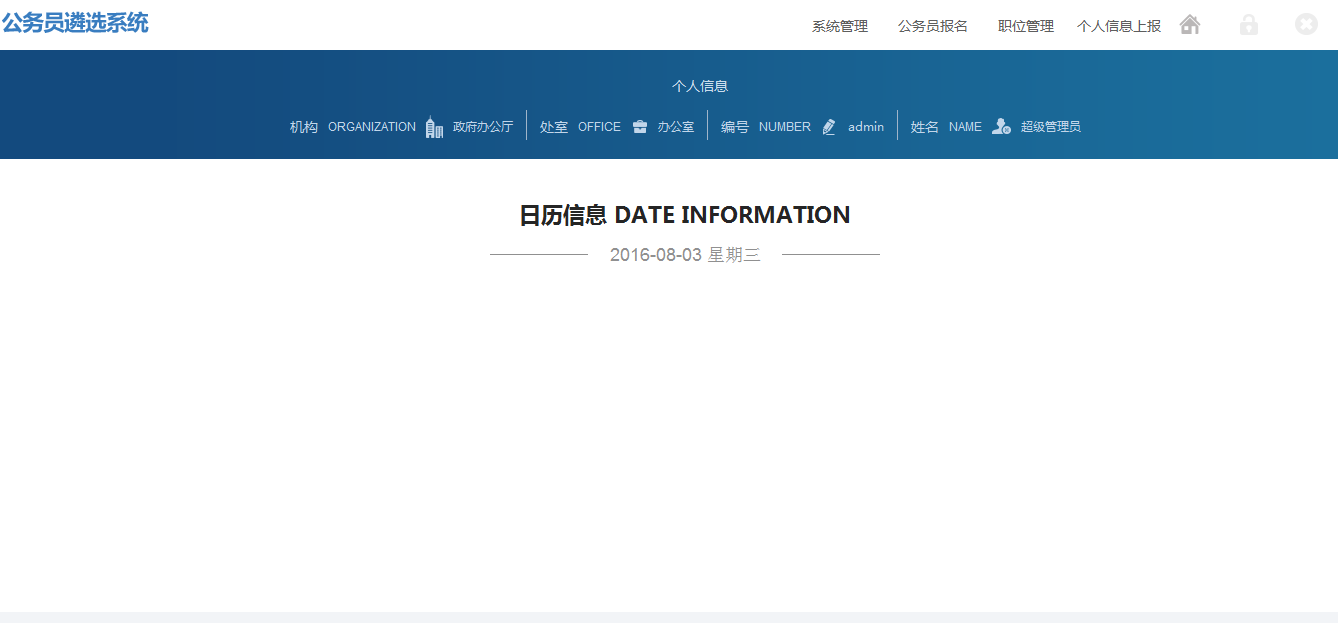 公务员遴选系统
系统管理 公务员报名 职位管理 个人信息上报
个人信息
机构 ORGANIZATION 政府办公厅 处室 OFFICE 办公室 编号 NUMBER admin 姓名 NAME 超级管理员
日历信息 DATE INFORMATION
2016-08-03 星期三